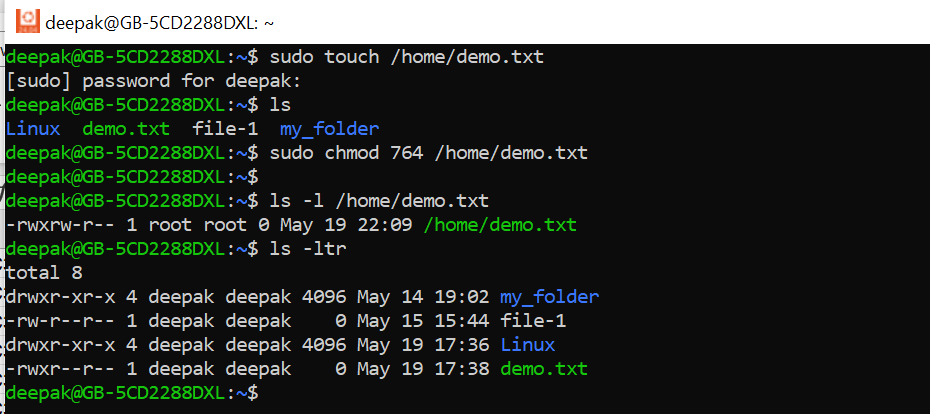 deepak@GB-5CD2288DXL: ~
deepak@GB-5CD2288DXL:~$ sudo touch /home/demo.txt
[sudo] password for deepak:
deepak@GB-5CD2288DXL:~$ ls
Linux  demo.txt  file-1  my_folder
deepak@GB-5CD2288DXL:~$ sudo chmod 764 /home/demo.txt
deepak@GB-5CD2288DXL:~$
deepak@GB-5CD2288DXL:~$ ls -l /home/demo.txt
-rwxrw-r-- 1 root root 0 May 19 22:09 /home/demo.txt
deepak@GB-5CD2288DXL:~$ ls -ltr
total 8
drwxr-xr-x 4 deepak deepak 4096 May 14 19:02 my_folder
-rw-r--r-- 1 deepak deepak    0 May 15 15:44 file-1
drwxr-xr-x 4 deepak deepak 4096 May 19 17:36 Linux
-rwxr--r-- 1 deepak deepak    0 May 19 17:38 demo.txt
deepak@GB-5CD2288DXL:~$